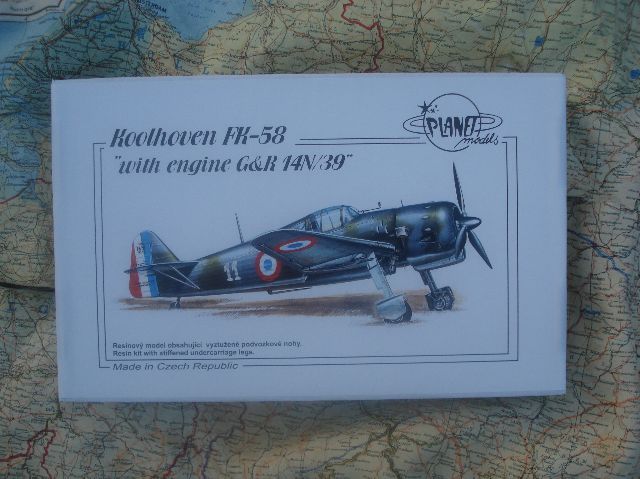 Koolhoven FK-58
"with engine G&R 14N/39"
PLANET
models
11
Resinový model obsahující vyztužené podvozkové nohy.
Resin kit with stiffened undercarriage legs.
Made in Czech Republic